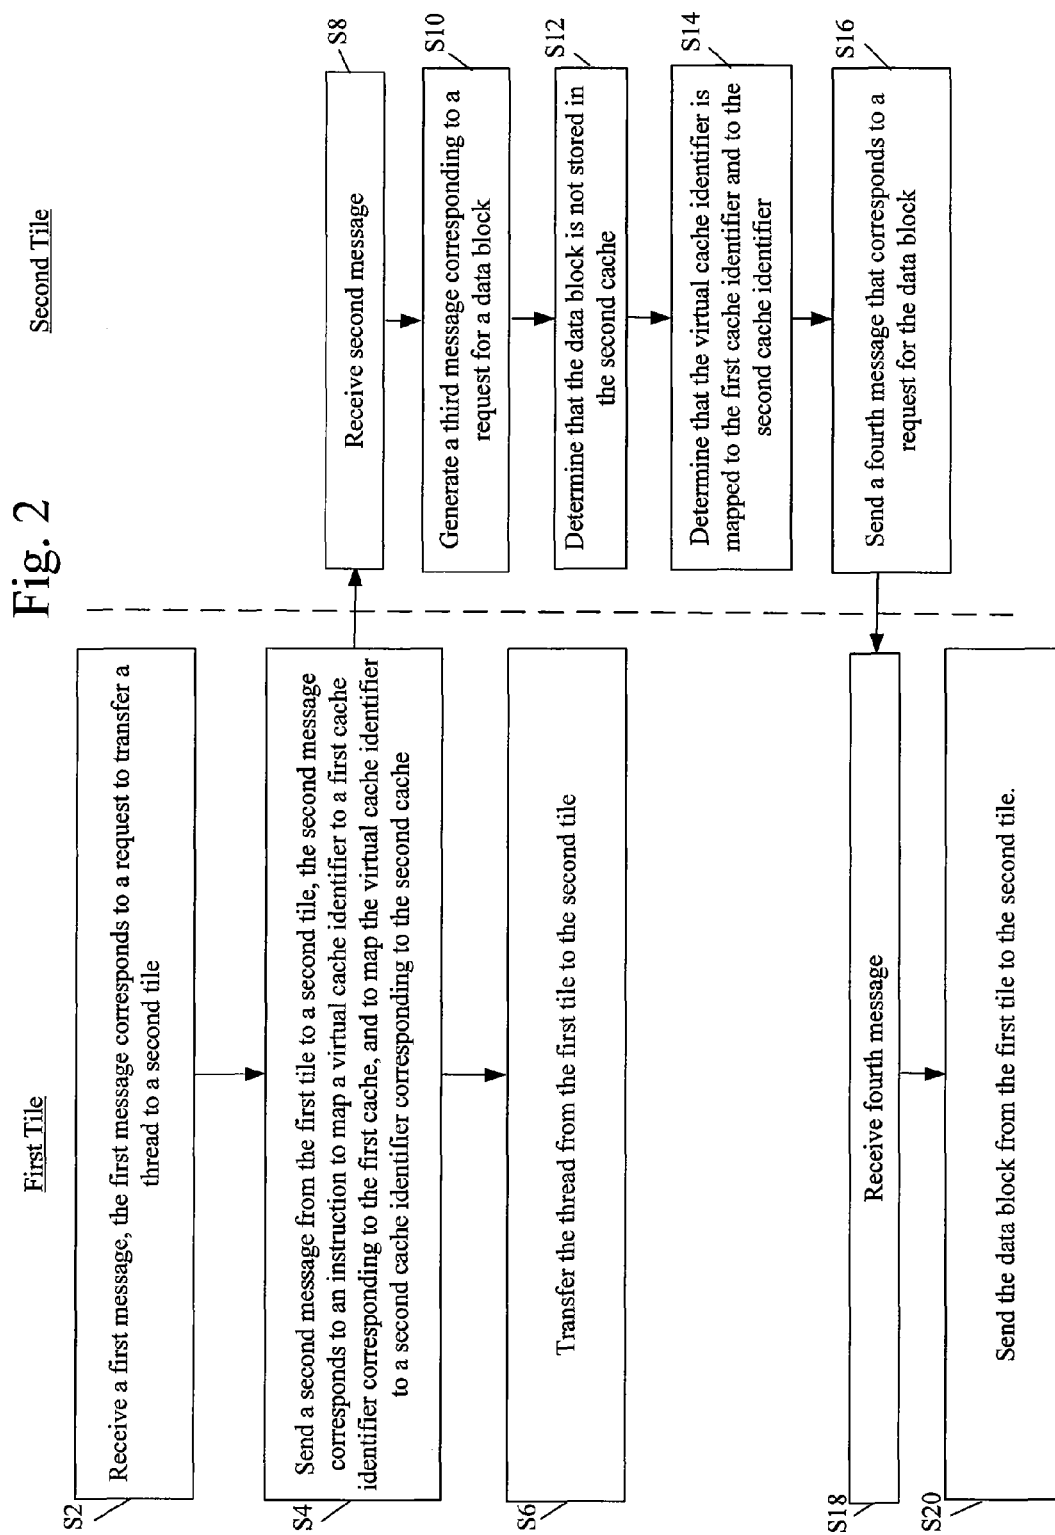 Fig. 2
First Tile
Second Tile
S2
Receive a first message, the first message corresponds to a request to transfer a
thread to a second tile
S4
Send a second message from the first tile to a second tile, the second message
corresponds to an instruction to map a virtual cache identifier to a first cache
identifier corresponding to the first cache, and to map the virtual cache identifier
to a second cache identifier corresponding to the second cache
S6
Transfer the thread from the first tile to the second tile
S8
Receive second message
S10
Generate a third message corresponding to a
request for a data block
S12
Determine that the data block is not stored in
the second cache
S14
Determine that the virtual cache identifier is
mapped to the first cache identifier and to the
second cache identifier
S16
Send a fourth message that corresponds to a
request for the data block
S18
Receive fourth message
S20
Send the data block from the first tile to the second tile.